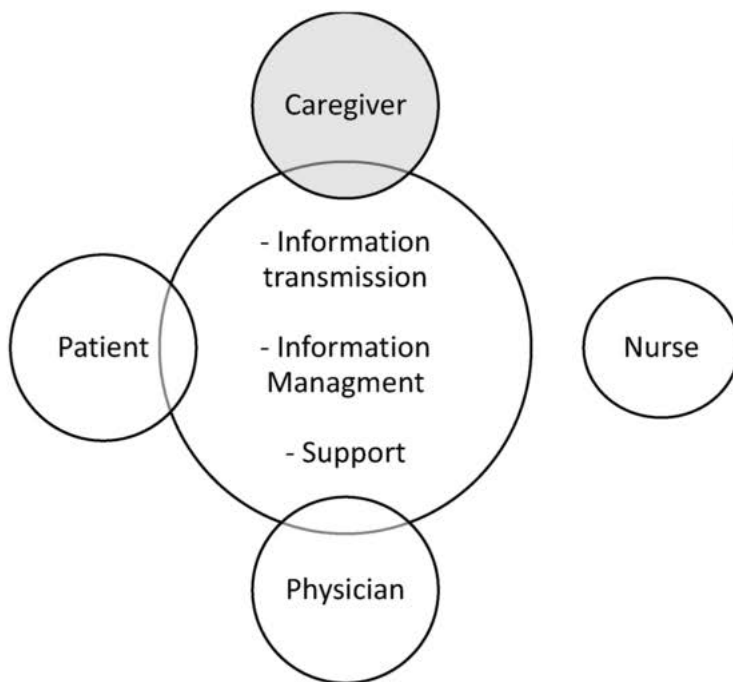 Caregiver
- Information
transmission
Patient
- Information
Managment
Nurse
- Support
Physician